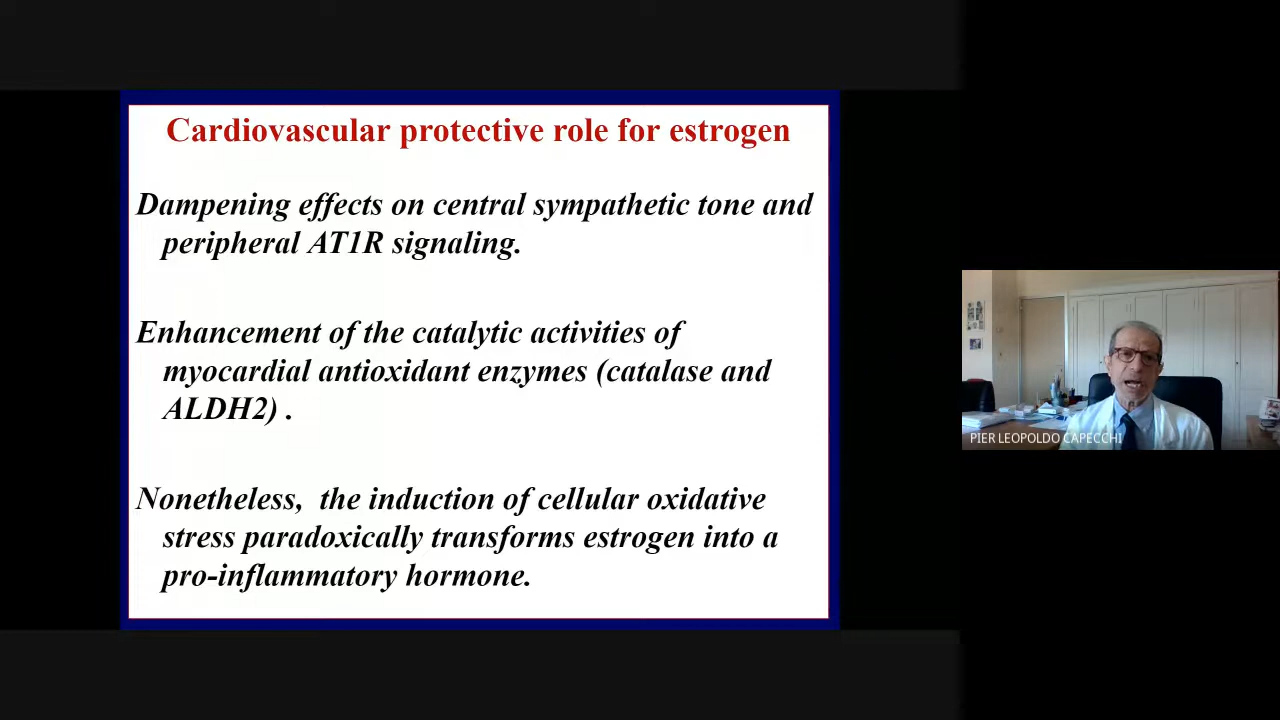 Cardiovascular protective role for estrogen
Dampening effects on central sympathetic tone and
peripheral AT1R signaling.
Enhancement of the catalytic activities of
myocardial antioxidant enzymes (catalase and
ALDH2) .
Nonetheless,  the induction of cellular oxidative
stress paradoxically transforms estrogen into a
pro-inflammatory hormone.
PIER LEOPOLDO CAPECCHI